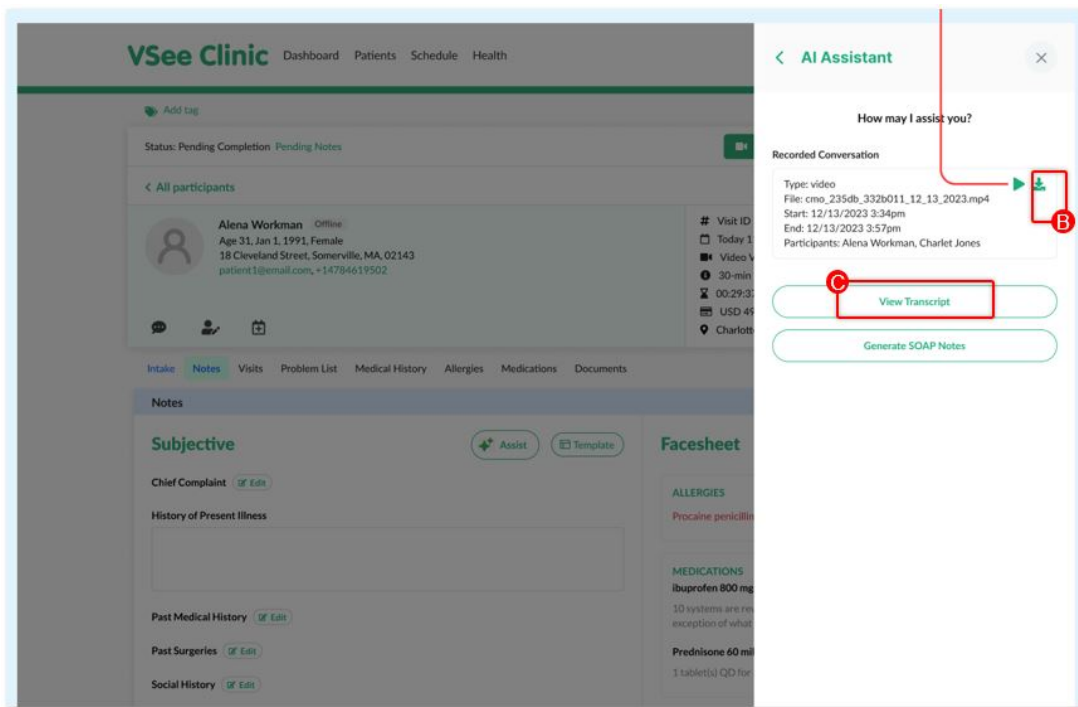 VSee Clinic Dashboard Patients Schedule Health
Add tag
Status: Pending Completion Pending Notes
< All participants
Alena Workman Offline
Age 31, Jan 1, 1991, Female
18 Cleveland Street, Somerville, MA, 02143
patient1@email.com, +14784619502
# Visit ID
Today 1
Video V
30-min
00:29:3
USD 49
Charlott
Intake Notes Visits Problem List Medical History Allergies Medications Documents
Notes
Subjective
Assist
Template
Chief Complaint Edit
History of Present Illness
Past Medical History Edit
Past Surgeries Edit
Social History Edit
Facesheet
ALLERGIES
Procaine penicillin
MEDICATIONS
ibuprofen 800 mg
10 systems are rev
exception of what
Prednisone 60 mil
1 tablet(s) QD for
< AI Assistant ×
How may I assist you?
Recorded Conversation
Type: video
File: cmo_235db_332b011_12_13_2023.mp4
Start: 12/13/2023 3:34pm
End: 12/13/2023 3:57pm
Participants: Alena Workman, Charlet Jones
B
C
View Transcript
Generate SOAP Notes